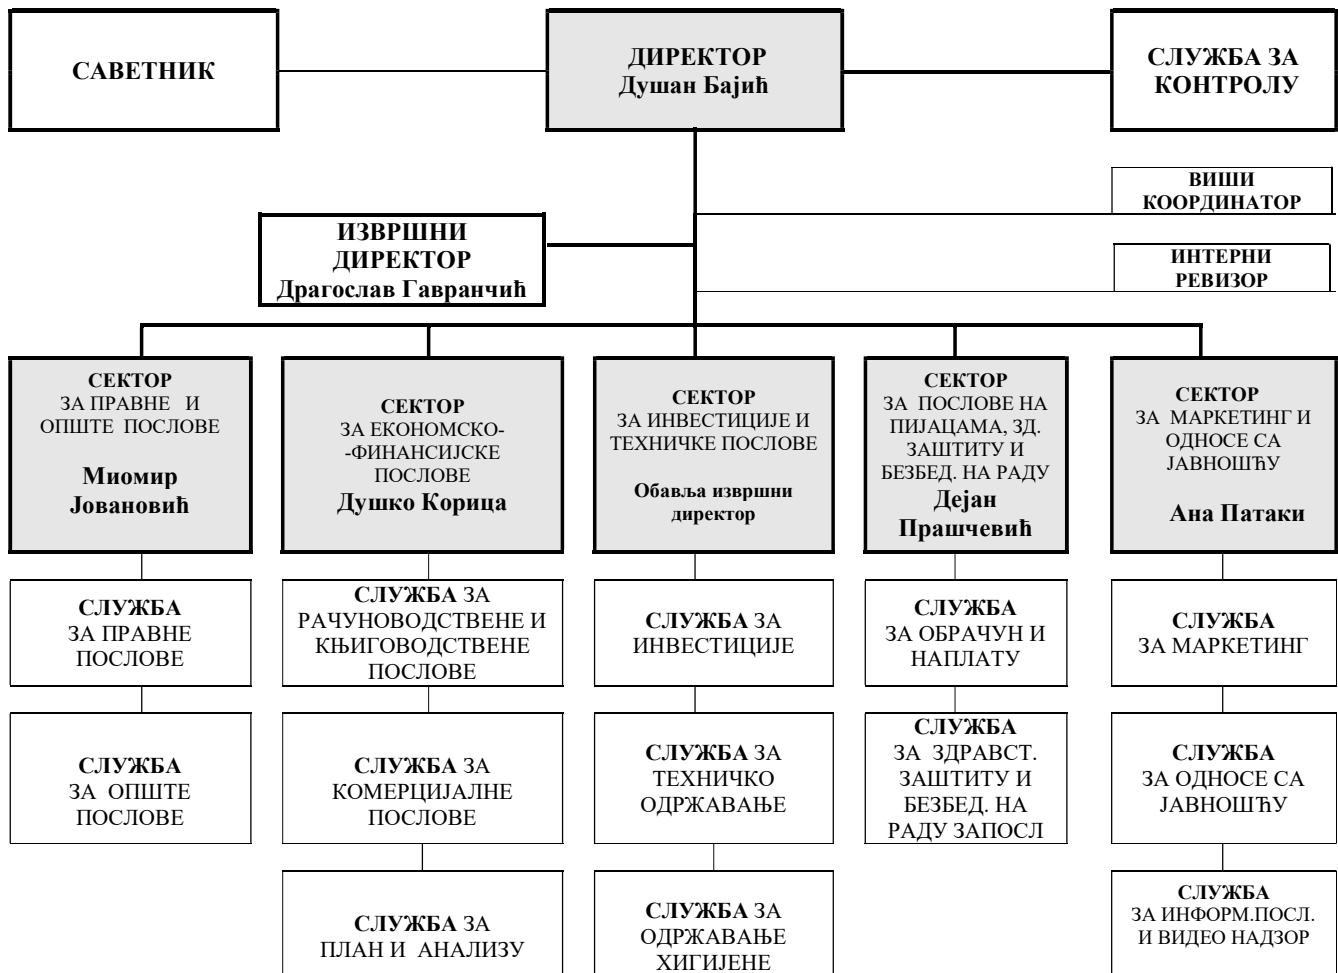 САВЕТНИК
ДИРЕКТОР
Душан Бајић
СЛУЖБА ЗА
КОНТРОЛУ
ВИШИ
КООРДИНАТОР
ИЗВРШНИ
ДИРЕКТОР
Драгослав Гавранчић
ИНТЕРНИ
РЕВИЗОР
СЕКТОР
ЗА ПРАВНЕ И
ОПШТЕ ПОСЛОВЕ
Миомир
Јовановић
СЕКТОР
ЗА ЕКОНОМСКО-
-ФИНАНСИЈСКЕ
ПОСЛОВЕ
Душко Корица
СЕКТОР
ЗА ИНВЕСТИЦИЈЕ И
ТЕХНИЧКЕ ПОСЛОВЕ
Обавља извршни
директор
СЕКТОР
ЗА ПОСЛОВЕ НА
ПИЈАЦАМА, ЗД.
ЗАШТИТУ И
БЕЗБЕД. НА РАДУ
Дејан
Прашчевић
СЕКТОР
ЗА МАРКЕТИНГ И
ОДНОСЕ СА
ЈАВНОШЋУ
Ана Патаки
СЛУЖБА
ЗА ПРАВНЕ
ПОСЛОВЕ
СЛУЖБА ЗА
РАЧУНОВОДСТВЕНЕ И
КЊИГОВОДСТВЕНЕ
ПОСЛОВЕ
СЛУЖБА ЗА
ИНВЕСТИЦИЈЕ
СЛУЖБА
ЗА ОБРАЧУН И
НАПЛАТУ
СЛУЖБА
ЗА МАРКЕТИНГ
СЛУЖБА
ЗА ОПШТЕ
ПОСЛОВЕ
СЛУЖБА ЗА
КОМЕРЦИЈАЛНЕ
ПОСЛОВЕ
СЛУЖБА ЗА
ТЕХНИЧКО
ОДРЖАВАЊЕ
СЛУЖБА
ЗА ЗДРАВСТ.
ЗАШТИТУ И
БЕЗБЕД. НА
РАДУ ЗАПОСЛ
СЛУЖБА
ЗА ОДНОСЕ СА
ЈАВНОШЋУ
СЛУЖБА ЗА
ПЛАН И АНАЛИЗУ
СЛУЖБА ЗА
ОДРЖАВАЊЕ
ХИГИЈЕНЕ
СЛУЖБА
ЗА ИНФОРМ.ПОСЛ.
И ВИДЕО НАДЗОР